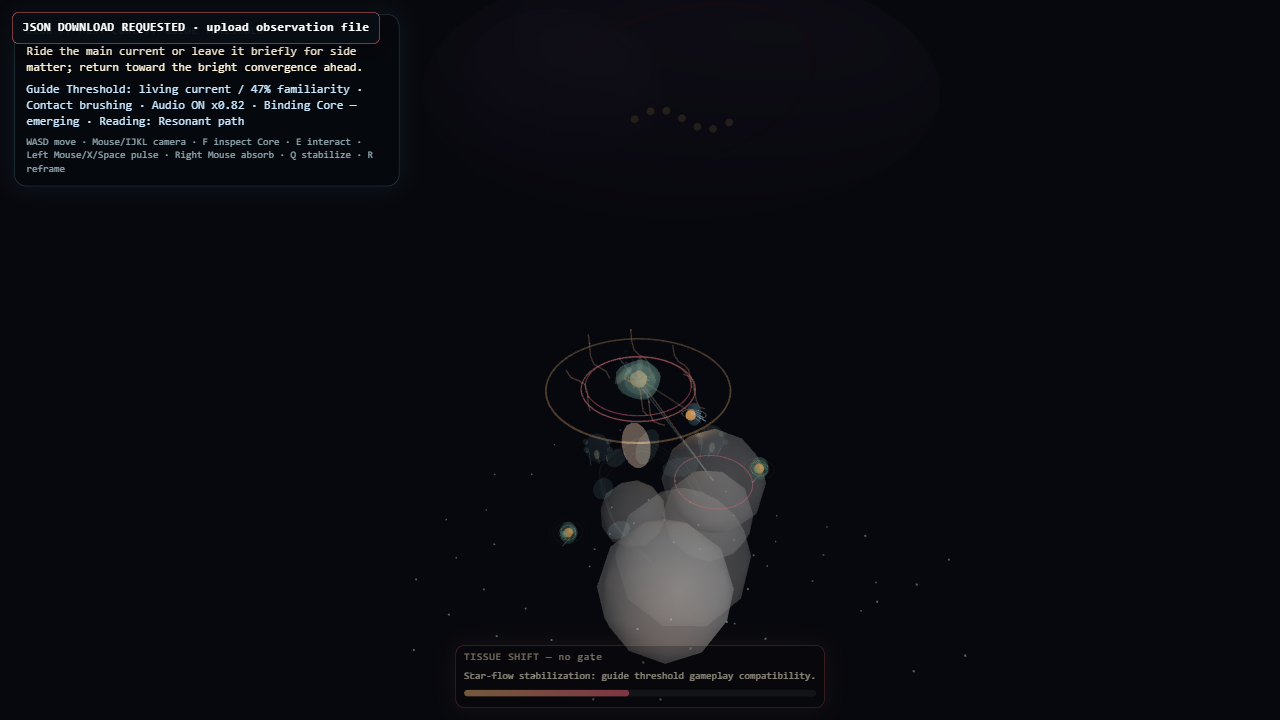 JSON DOWNLOAD REQUESTED · upload observation file
Ride the main current or leave it briefly for side
matter; return toward the bright convergence ahead.
Guide Threshold: living current / 47% familiarity ·
Contact brushing · Audio ON x0.82 · Binding Core —
emerging · Reading: Resonant path
WASD move · Mouse/IJKL camera · F inspect Core · E interact ·
Left Mouse/X/Space pulse · Right Mouse absorb · Q stabilize · R
reframe
TISSUE SHIFT — no gate
Scar-flow stabilization: guide threshold gameplay compatibility.